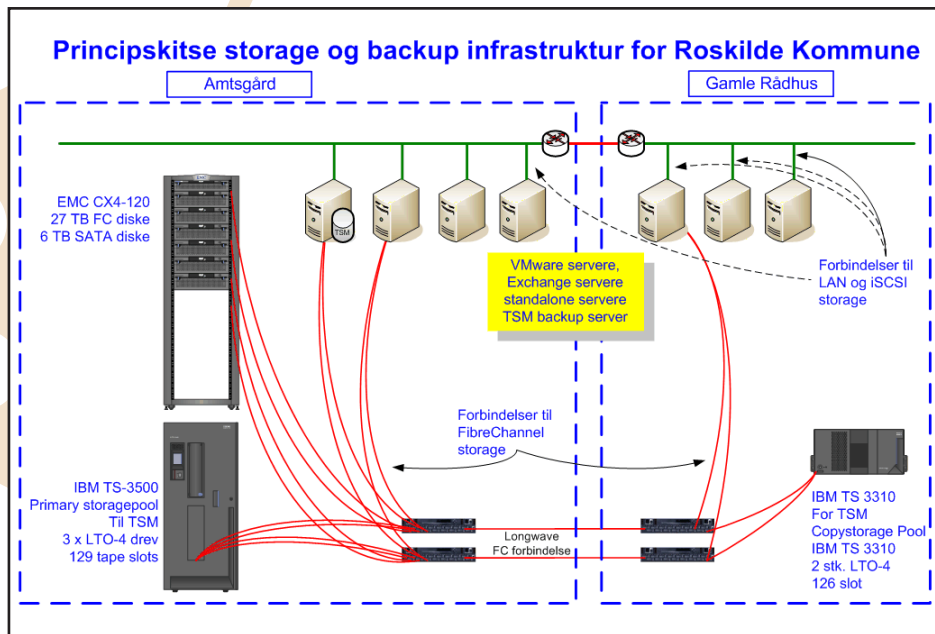 Principskitse storage og backup infrastruktur for Roskilde Kommune
Amtsgård
Gamle Rådhus
EMC CX4-120
27 TB FC diske
6 TB SATA diske
TSM
VMware servere,
Exchange servere
standalone servere
TSM backup server
Forbindelser til
LAN og iSCSI
storage
Forbindelser til
FibreChannel
storage
IBM TS-3500
Primary storagepool
Til TSM
3 x LTO-4 drev
129 tape slots
Longwave
FC forbindelse
IBM TS 3310
For TSM
Copystorage Pool
IBM TS 3310
2 stk. LTO-4
126 slot